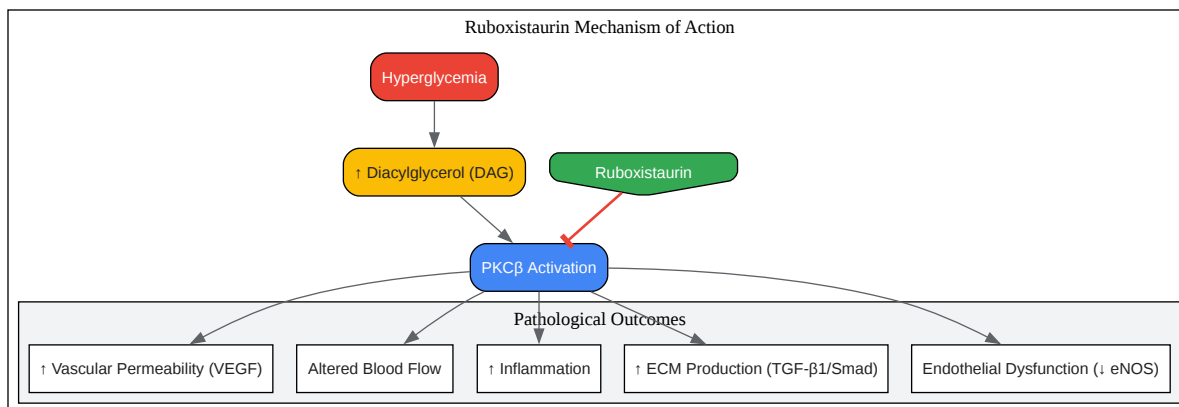 Ruboxistaurin Mechanism of Action
Hyperglycemia
↑ Diacylglycerol (DAG)
Ruboxistaurin
PKCβ Activation
Pathological Outcomes
↑ Vascular Permeability (VEGF)
Altered Blood Flow
↑ Inflammation
↑ ECM Production (TGF-β1/Smad)
Endothelial Dysfunction (↓ eNOS)